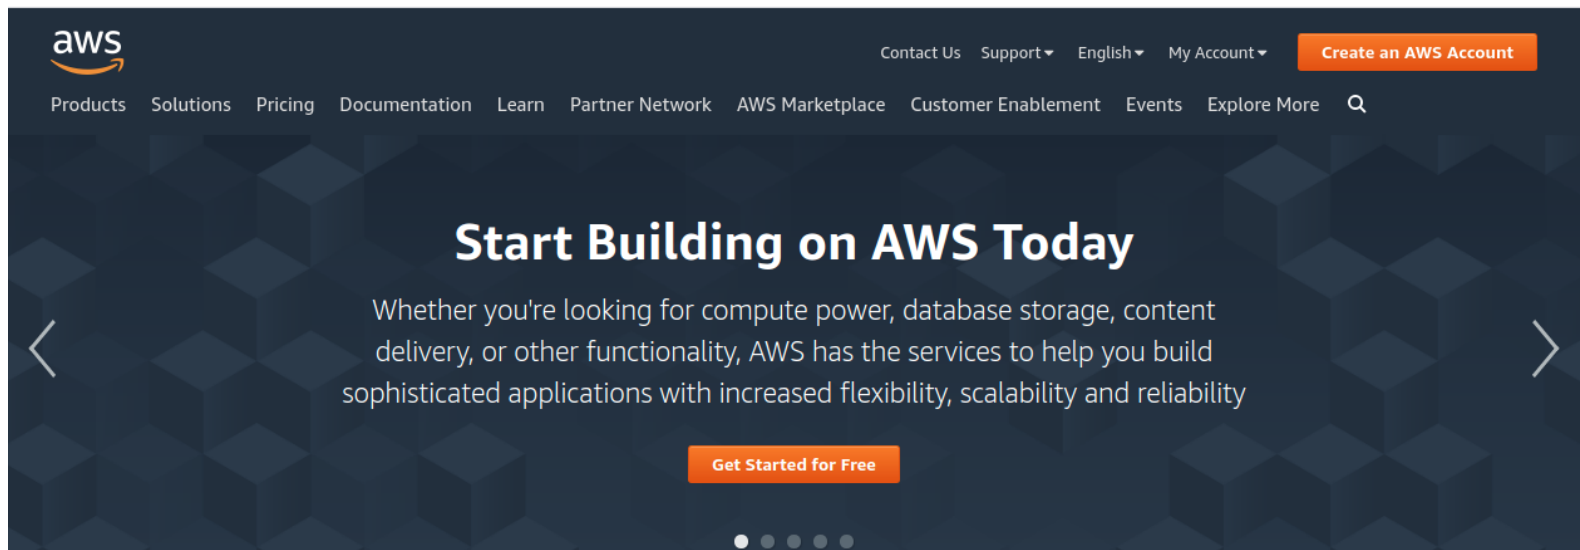 aws
Contact Us Support English My Account Create an AWS Account
Products Solutions Pricing Documentation Learn Partner Network AWS Marketplace Customer Enablement Events Explore More
Start Building on AWS Today
Whether you're looking for compute power, database storage, content
delivery, or other functionality, AWS has the services to help you build
sophisticated applications with increased flexibility, scalability and reliability
Get Started for Free